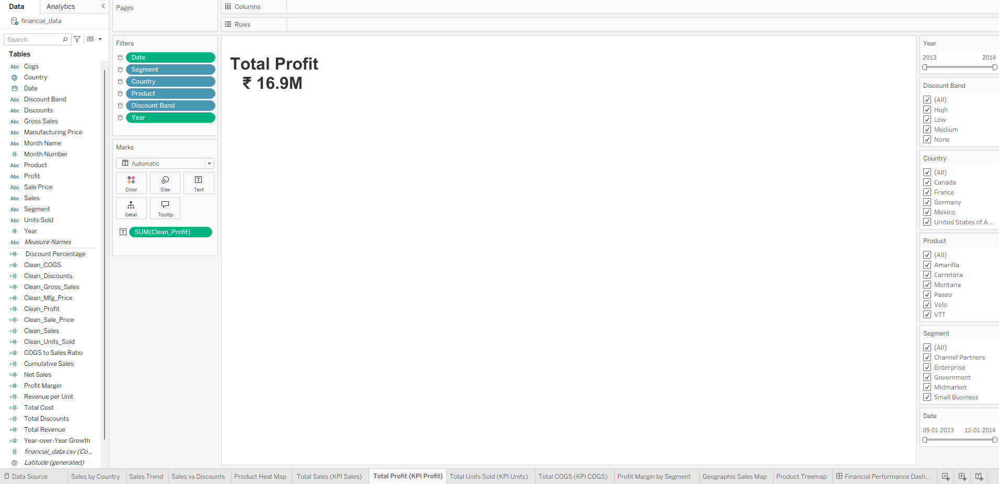 Data
Analytics
financial_data
Search
Tables
Abc Cogs
Country
Date
Abc Discount Band
Abc Discounts
Abc Gross Sales
Abc Manufacturing Price
Abc Month Name
Month Number
Abc Product
Abc Profit
Abc Sale Price
Abc Sales
Abc Segment
Abc Units Sold
Year
Abc Measure Names
Discount Percentage
Clean_COGS
Clean_Discounts
Clean_Gross_Sales
Clean_Mfg_Price
Clean_Profit
Clean_Sale_Price
Clean_Sales
Clean_Units_Sold
COGS to Sales Ratio
Cumulative Sales
Net Sales
Profit Margin
Revenue per Unit
Total Cost
Total Discounts
Total Revenue
Year-over-Year Growth
financial_data.csv (Co...
Latitude (generated)
Pages
Filters
Date
Segment
Country
Product
Discount Band
Year
Marks
Automatic
Color
Size
Text
Detail
Tooltip
SUM(Clean_Profit)
Columns
Rows
Total Profit
₹ 16.9M
Year
2013 2014
Discount Band
(All)
High
Low
Medium
None
Country
(All)
Canada
France
Germany
Mexico
United States of A...
Product
(All)
Amarilla
Carretera
Montana
Paseo
Velo
VTT
Segment
(All)
Channel Partners
Enterprise
Government
Midmarket
Small Business
Date
09-01-2013 12-01-2014
Data Source
Sales by Country
Sales Trend
Sales vs Discounts
Product Heat Map
Total Sales (KPI Sales)
Total Profit (KPI Profit)
Total Units Sold (KPI Units)
Total COGS (KPI COGS)
Profit Margin by Segment
Geographic Sales Map
Product Treemap
Financial Performance Dash...